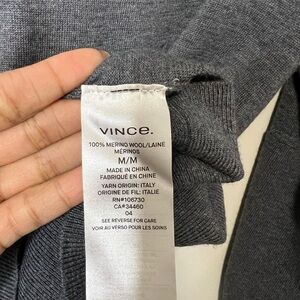 VINCE.
100% MERINO WOOL/LAINE
MÉRINOS
M/M
MADE IN CHINA
FABRIQUÉ EN CHINE
YARN ORIGIN: ITALY
ORIGINE DE FIL: ITALIE
RN#106730
CA#34460
04
SEE REVERSE FOR CARE
VOIR AU VERSO POUR LES SOINS